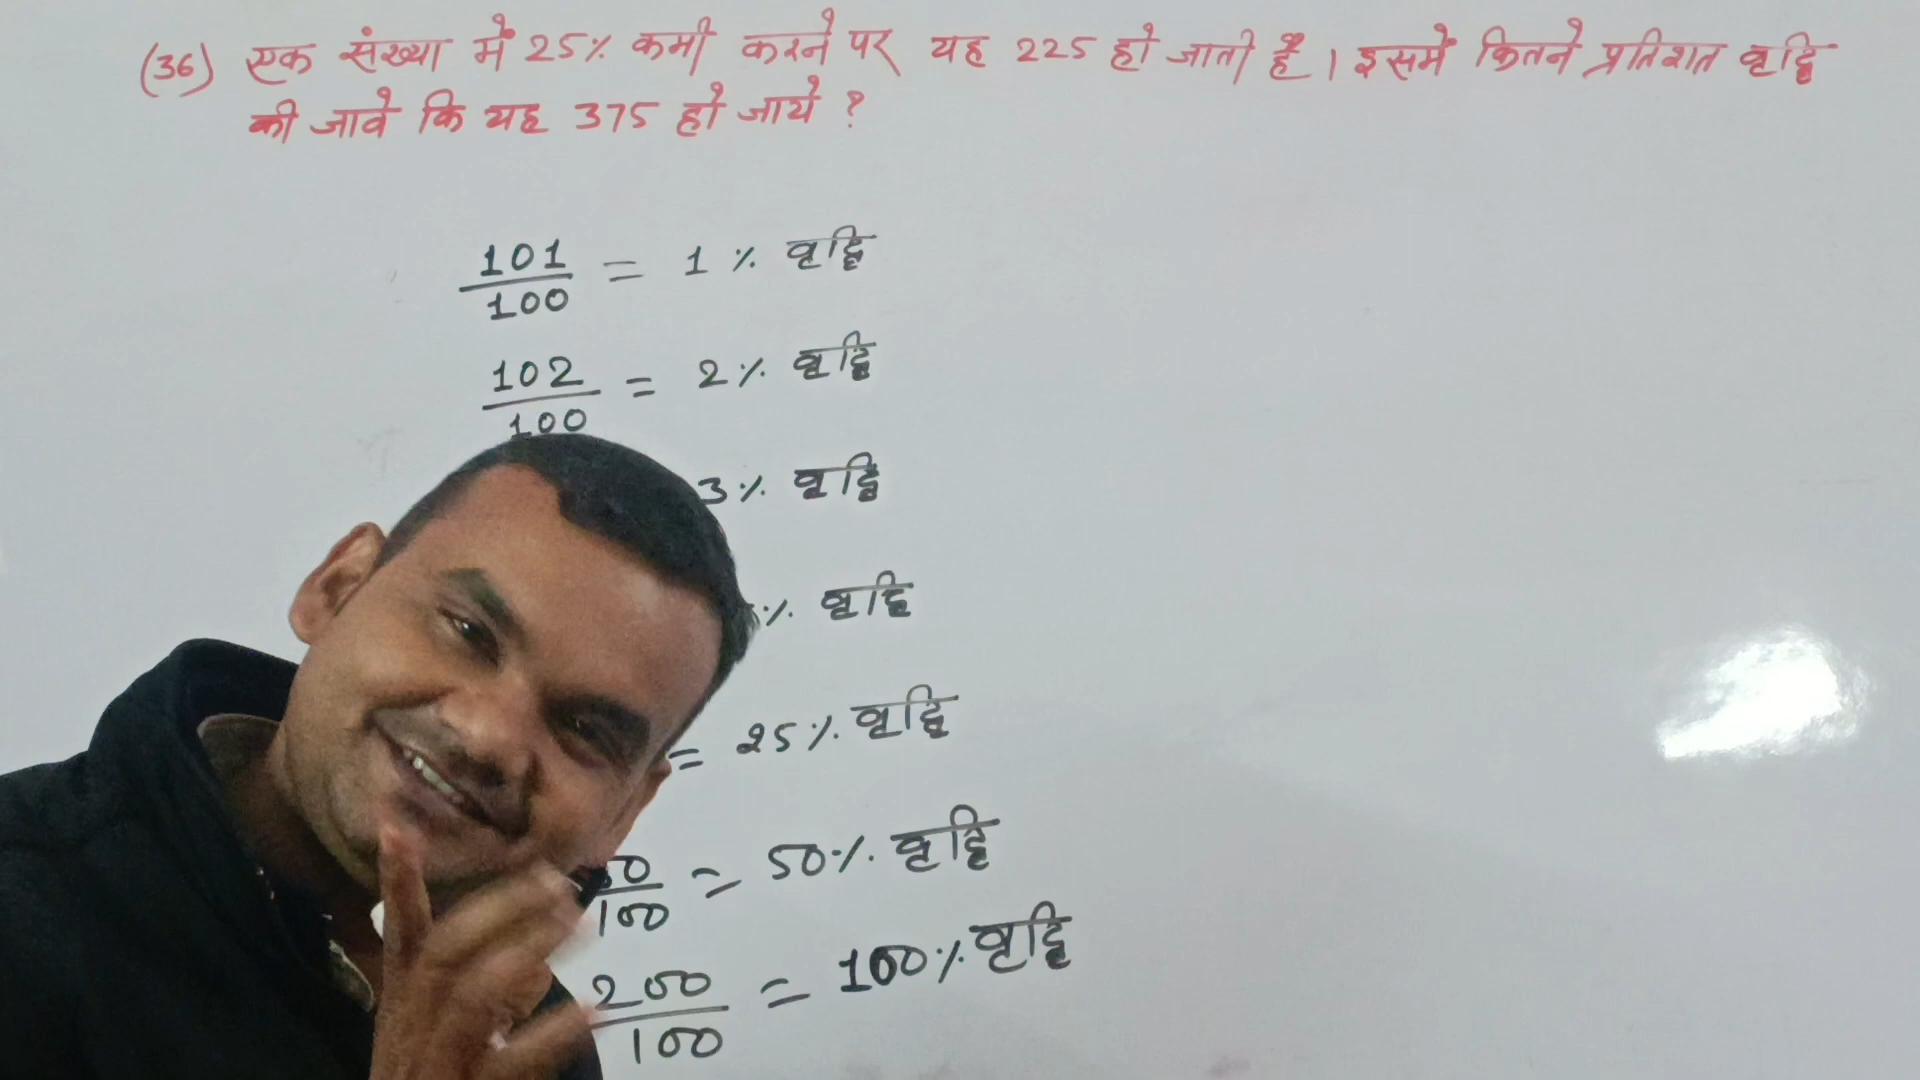 (36) एक संख्या में 25% कमी करने पर यह 225 हो जाती है । इसमें कितने प्रतिशत वृद्धि
की जावे कि यह 375 हो जाये ?
101/100 = 1 % वृद्धि
102/100 = 2 % वृद्धि
3 % वृद्धि
% वृद्धि
= 25 % वृद्धि
50/100 = 50 % वृद्धि
200/100 = 100 % वृद्धि